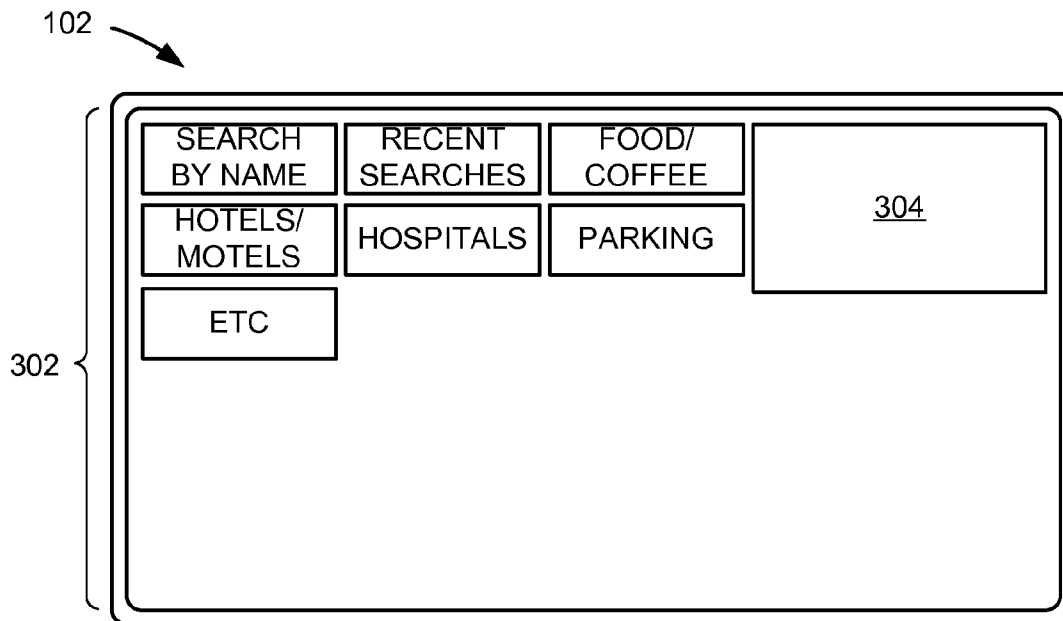 102
SEARCH
BY NAME
RECENT
SEARCHES
FOOD/
COFFEE
304
HOTELS/
MOTELS
HOSPITALS
PARKING
ETC
302